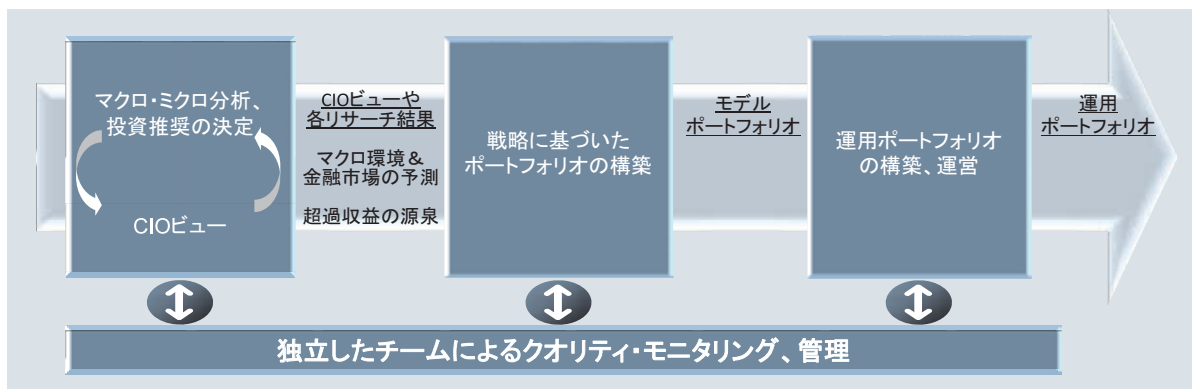 マクロ・ミクロ分析、
投資推奨の決定
CIOビュー
CIOビューや
各リサーチ結果
マクロ環境＆
金融市場の予測
超過収益の源泉
戦略に基づいた
ポートフォリオの構築
モデル
ポートフォリオ
運用ポートフォリオ
の構築、運営
運用
ポートフォリオ
独立したチームによるクオリティ・モニタリング、管理